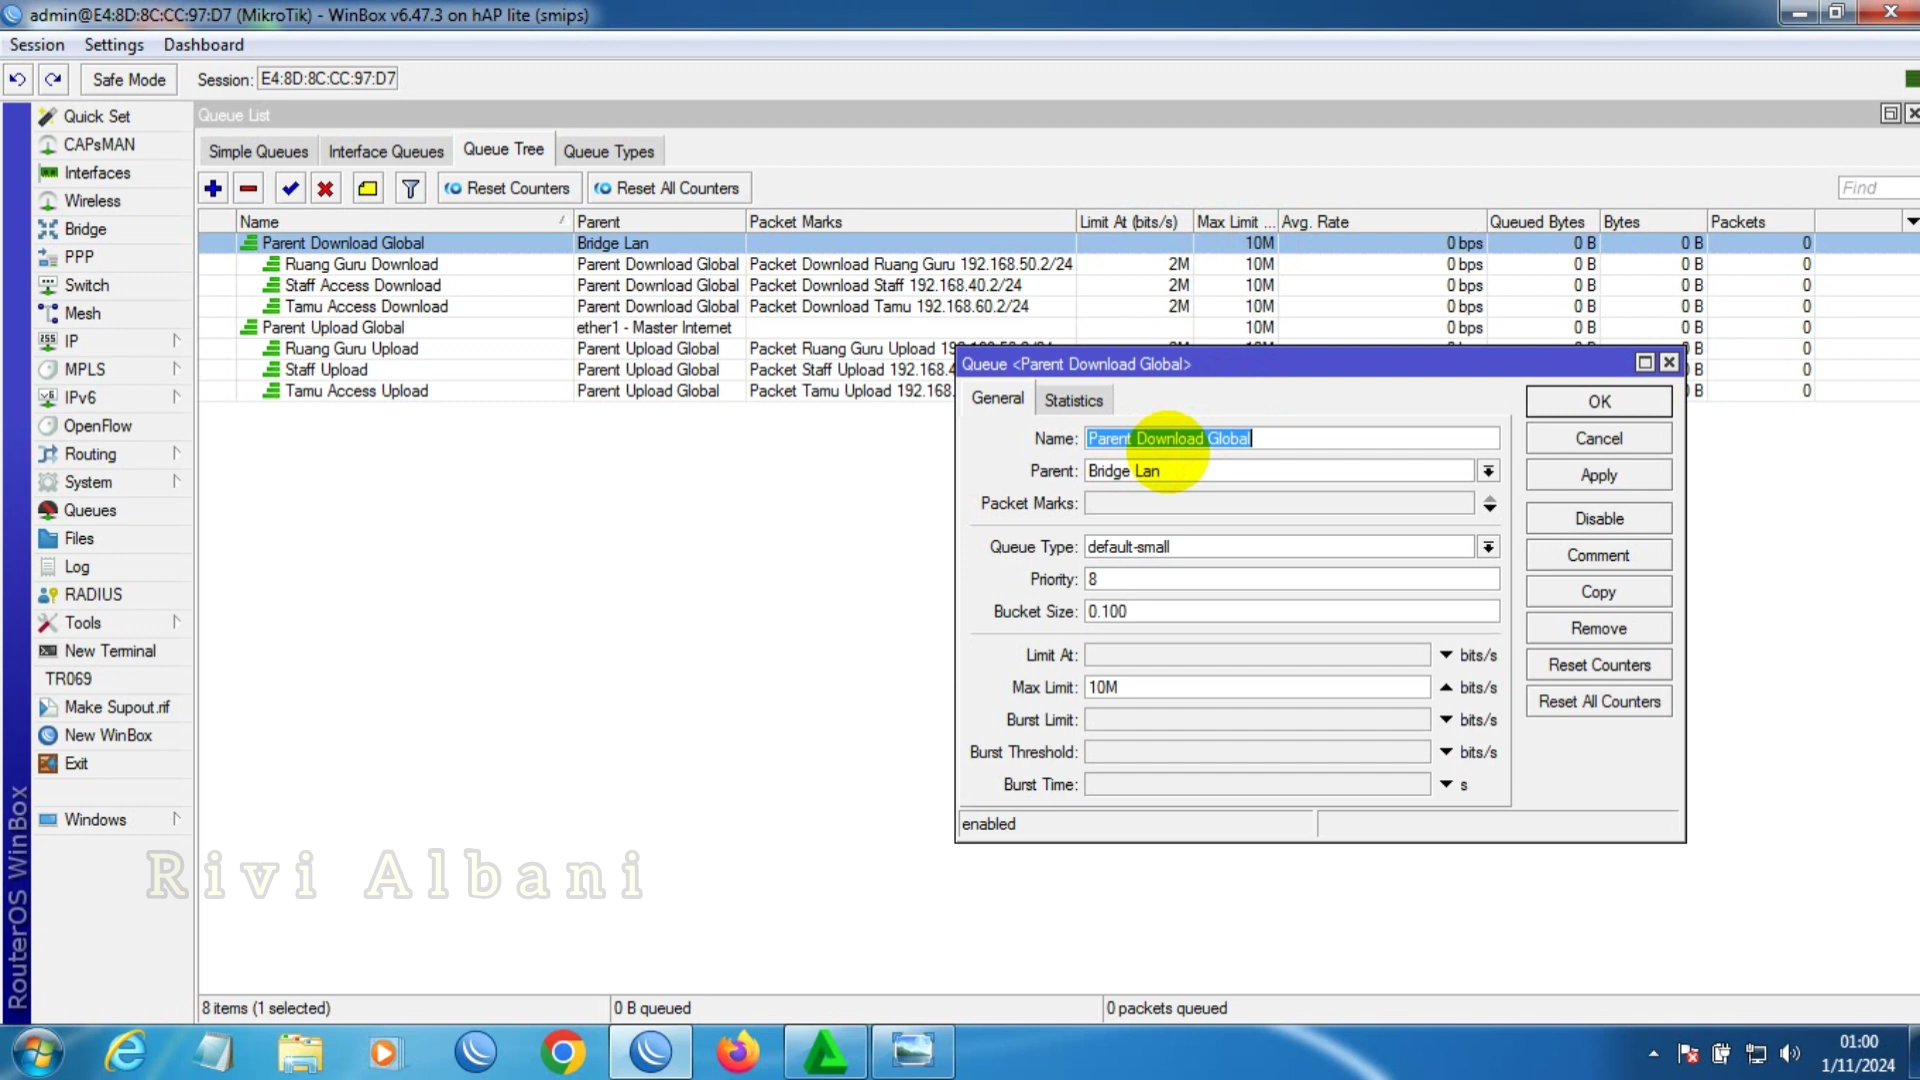 admin@E4:8D:8C:CC:97:D7 (MikroTik) - WinBox v6.47.3 on hAP lite (smips)
Session Settings Dashboard
Safe Mode Session: E4:8D:8C:CC:97:D7
Quick Set
CAPsMAN
Interfaces
Wireless
Bridge
PPP
Switch
Mesh
IP
MPLS
IPv6
OpenFlow
Routing
System
Queues
Files
Log
RADIUS
Tools
New Terminal
TR069
Make Supout.rif
New WinBox
Exit
Windows
RouterOS WinBox
Queue List
Simple Queues Interface Queues Queue Tree Queue Types
Reset Counters Reset All Counters Find
Name Parent Packet Marks Limit At (bits/s) Max Limit ... Avg. Rate Queued Bytes Bytes Packets
Parent Download Global Bridge Lan 10M 0 bps 0 B 0 B 0
Ruang Guru Download Parent Download Global Packet Download Ruang Guru 192.168.50.2/24 2M 10M 0 bps 0 B 0 B 0
Staff Access Download Parent Download Global Packet Download Staff 192.168.40.2/24 2M 10M 0 bps 0 B 0 B 0
Tamu Access Download Parent Download Global Packet Download Tamu 192.168.60.2/24 2M 10M 0 bps 0 B 0 B 0
Parent Upload Global ether1 - Master Internet 10M 0 bps 0 B 0 B 0
Ruang Guru Upload Parent Upload Global Packet Ruang Guru Upload 0
Staff Upload Parent Upload Global Packet Staff Upload 192.168. 0
Tamu Access Upload Parent Upload Global Packet Tamu Upload 192.168. B 0
Queue <Parent Download Global>
General Statistics
Name: Parent Download Global
Parent: Bridge Lan
Packet Marks:
Queue Type: default-small
Priority: 8
Bucket Size: 0.100
Limit At: bits/s
Max Limit: 10M bits/s
Burst Limit: bits/s
Burst Threshold: bits/s
Burst Time: s
enabled
OK
Cancel
Apply
Disable
Comment
Copy
Remove
Reset Counters
Reset All Counters
Rivi Albani
8 items (1 selected) 0 B queued 0 packets queued
01:00
1/11/2024